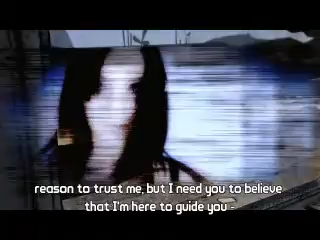 reason to trust me, but I need you to believe
that I'm here to guide you -